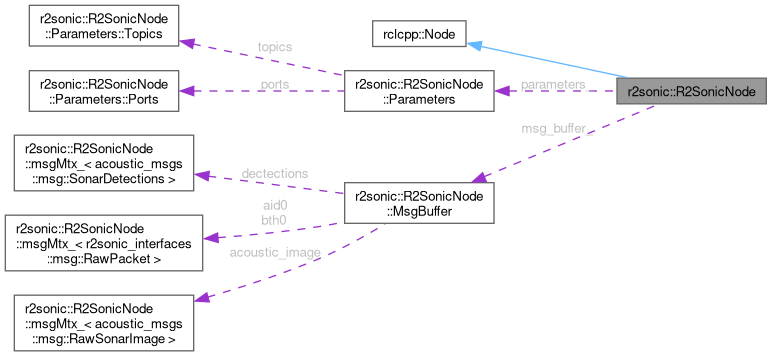 r2sonic::R2SonicNode
::Parameters::Topics
rclcpp::Node
topics
r2sonic::R2SonicNode
::Parameters::Ports
ports
r2sonic::R2SonicNode
::Parameters
parameters
r2sonic::R2SonicNode
msg_buffer
r2sonic::R2SonicNode
::msgMtx_< acoustic_msgs
::msg::SonarDetections >
dectections
r2sonic::R2SonicNode
::MsgBuffer
aid0
bth0
r2sonic::R2SonicNode
::msgMtx_< r2sonic_interfaces
::msg::RawPacket >
acoustic_image
r2sonic::R2SonicNode
::msgMtx_< acoustic_msgs
::msg::RawSonarImage >